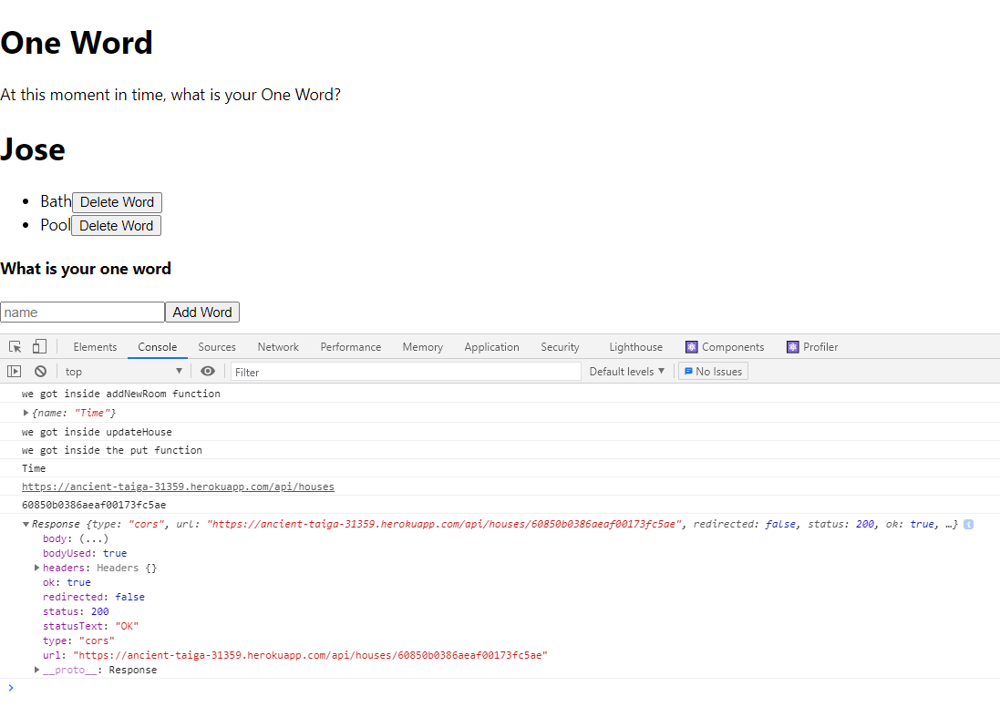 One Word
At this moment in time, what is your One Word?
Jose
Bath Delete Word
Pool Delete Word
What is your one word
name Add Word
Elements Console Sources Network Performance Memory Application Security Lighthouse Components Profiler
top Filter Default levels No Issues
we got inside addNewRoom function
{name: "Time"}
we got inside updateHouse
we got inside the put function
Time
https://ancient-taiga-31359.herokuapp.com/api/houses
60850b0386aeaf00173fc5ae
Response {type: "cors", url: "https://ancient-taiga-31359.herokuapp.com/api/houses/60850b0386aeaf00173fc5ae", redirected: false, status: 200, ok: true, …}
body: (...)
bodyUsed: true
headers: Headers {}
ok: true
redirected: false
status: 200
statusText: "OK"
type: "cors"
url: "https://ancient-taiga-31359.herokuapp.com/api/houses/60850b0386aeaf00173fc5ae"
__proto__: Response